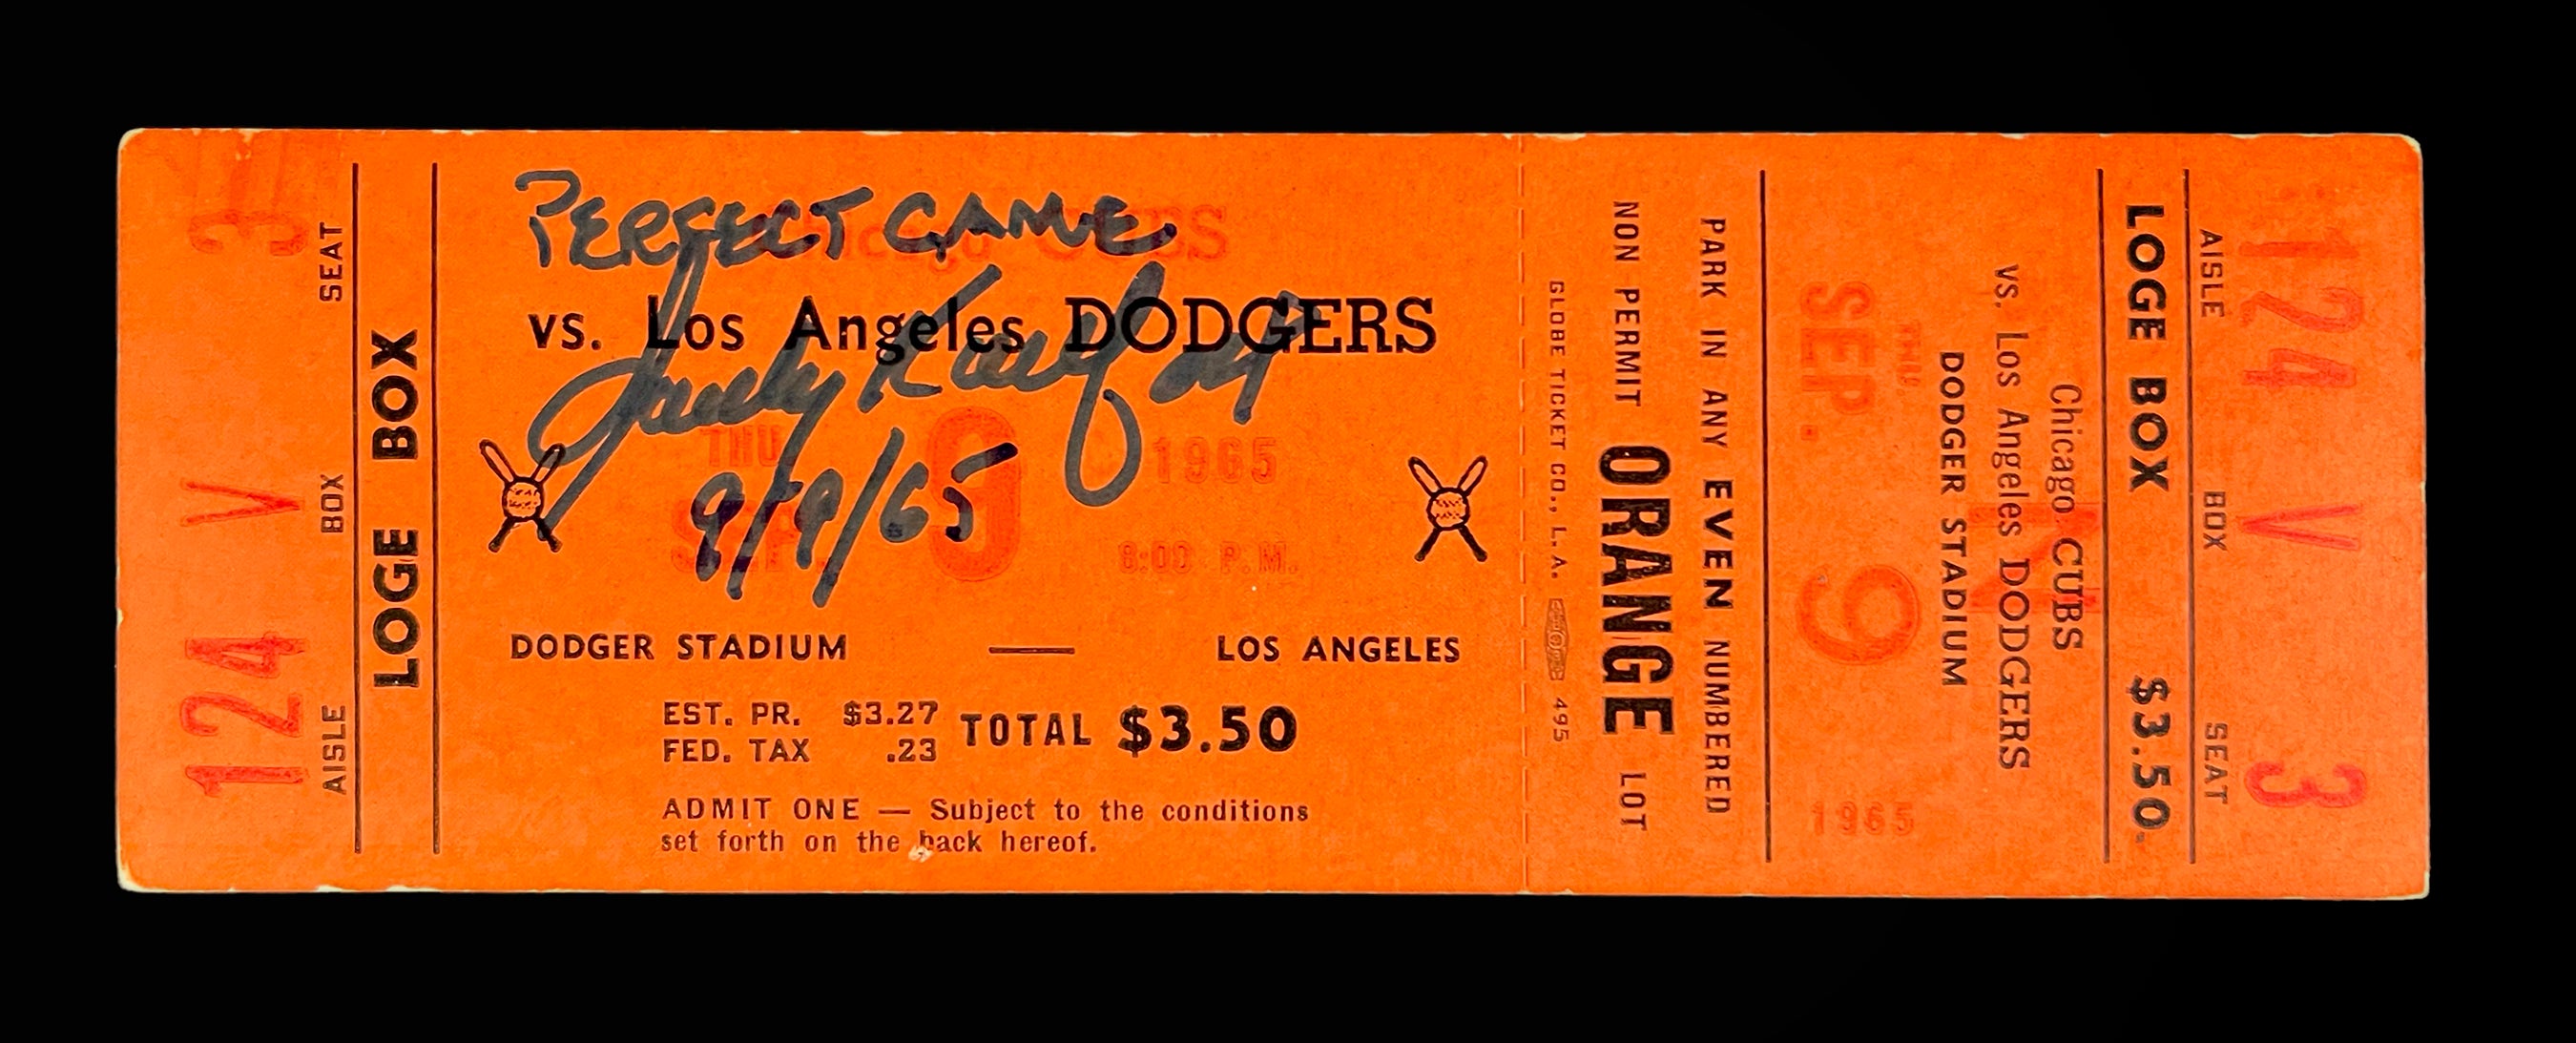 3 SEAT
V BOX
124 AISLE
LOGE BOX
PERFECT GAME
Chicago CUBS
vs. Los Angeles DODGERS
Sandy Koufax
9/9/65
THU. SEP. 9 1965
8:00 P.M.
DODGER STADIUM — LOS ANGELES
EST. PR. $3.27
FED. TAX .23
TOTAL $3.50
ADMIT ONE — Subject to the conditions
set forth on the back hereof.
GLOBE TICKET CO., L. A. GLOBE 495
NON PERMIT ORANGE LOT
PARK IN ANY EVEN NUMBERED
THU.
SEP. 9 1965
DODGER STADIUM
vs. Los Angeles DODGERS
Chicago CUBS
LOGE BOX $3.50
AISLE BOX SEAT
124 V 3